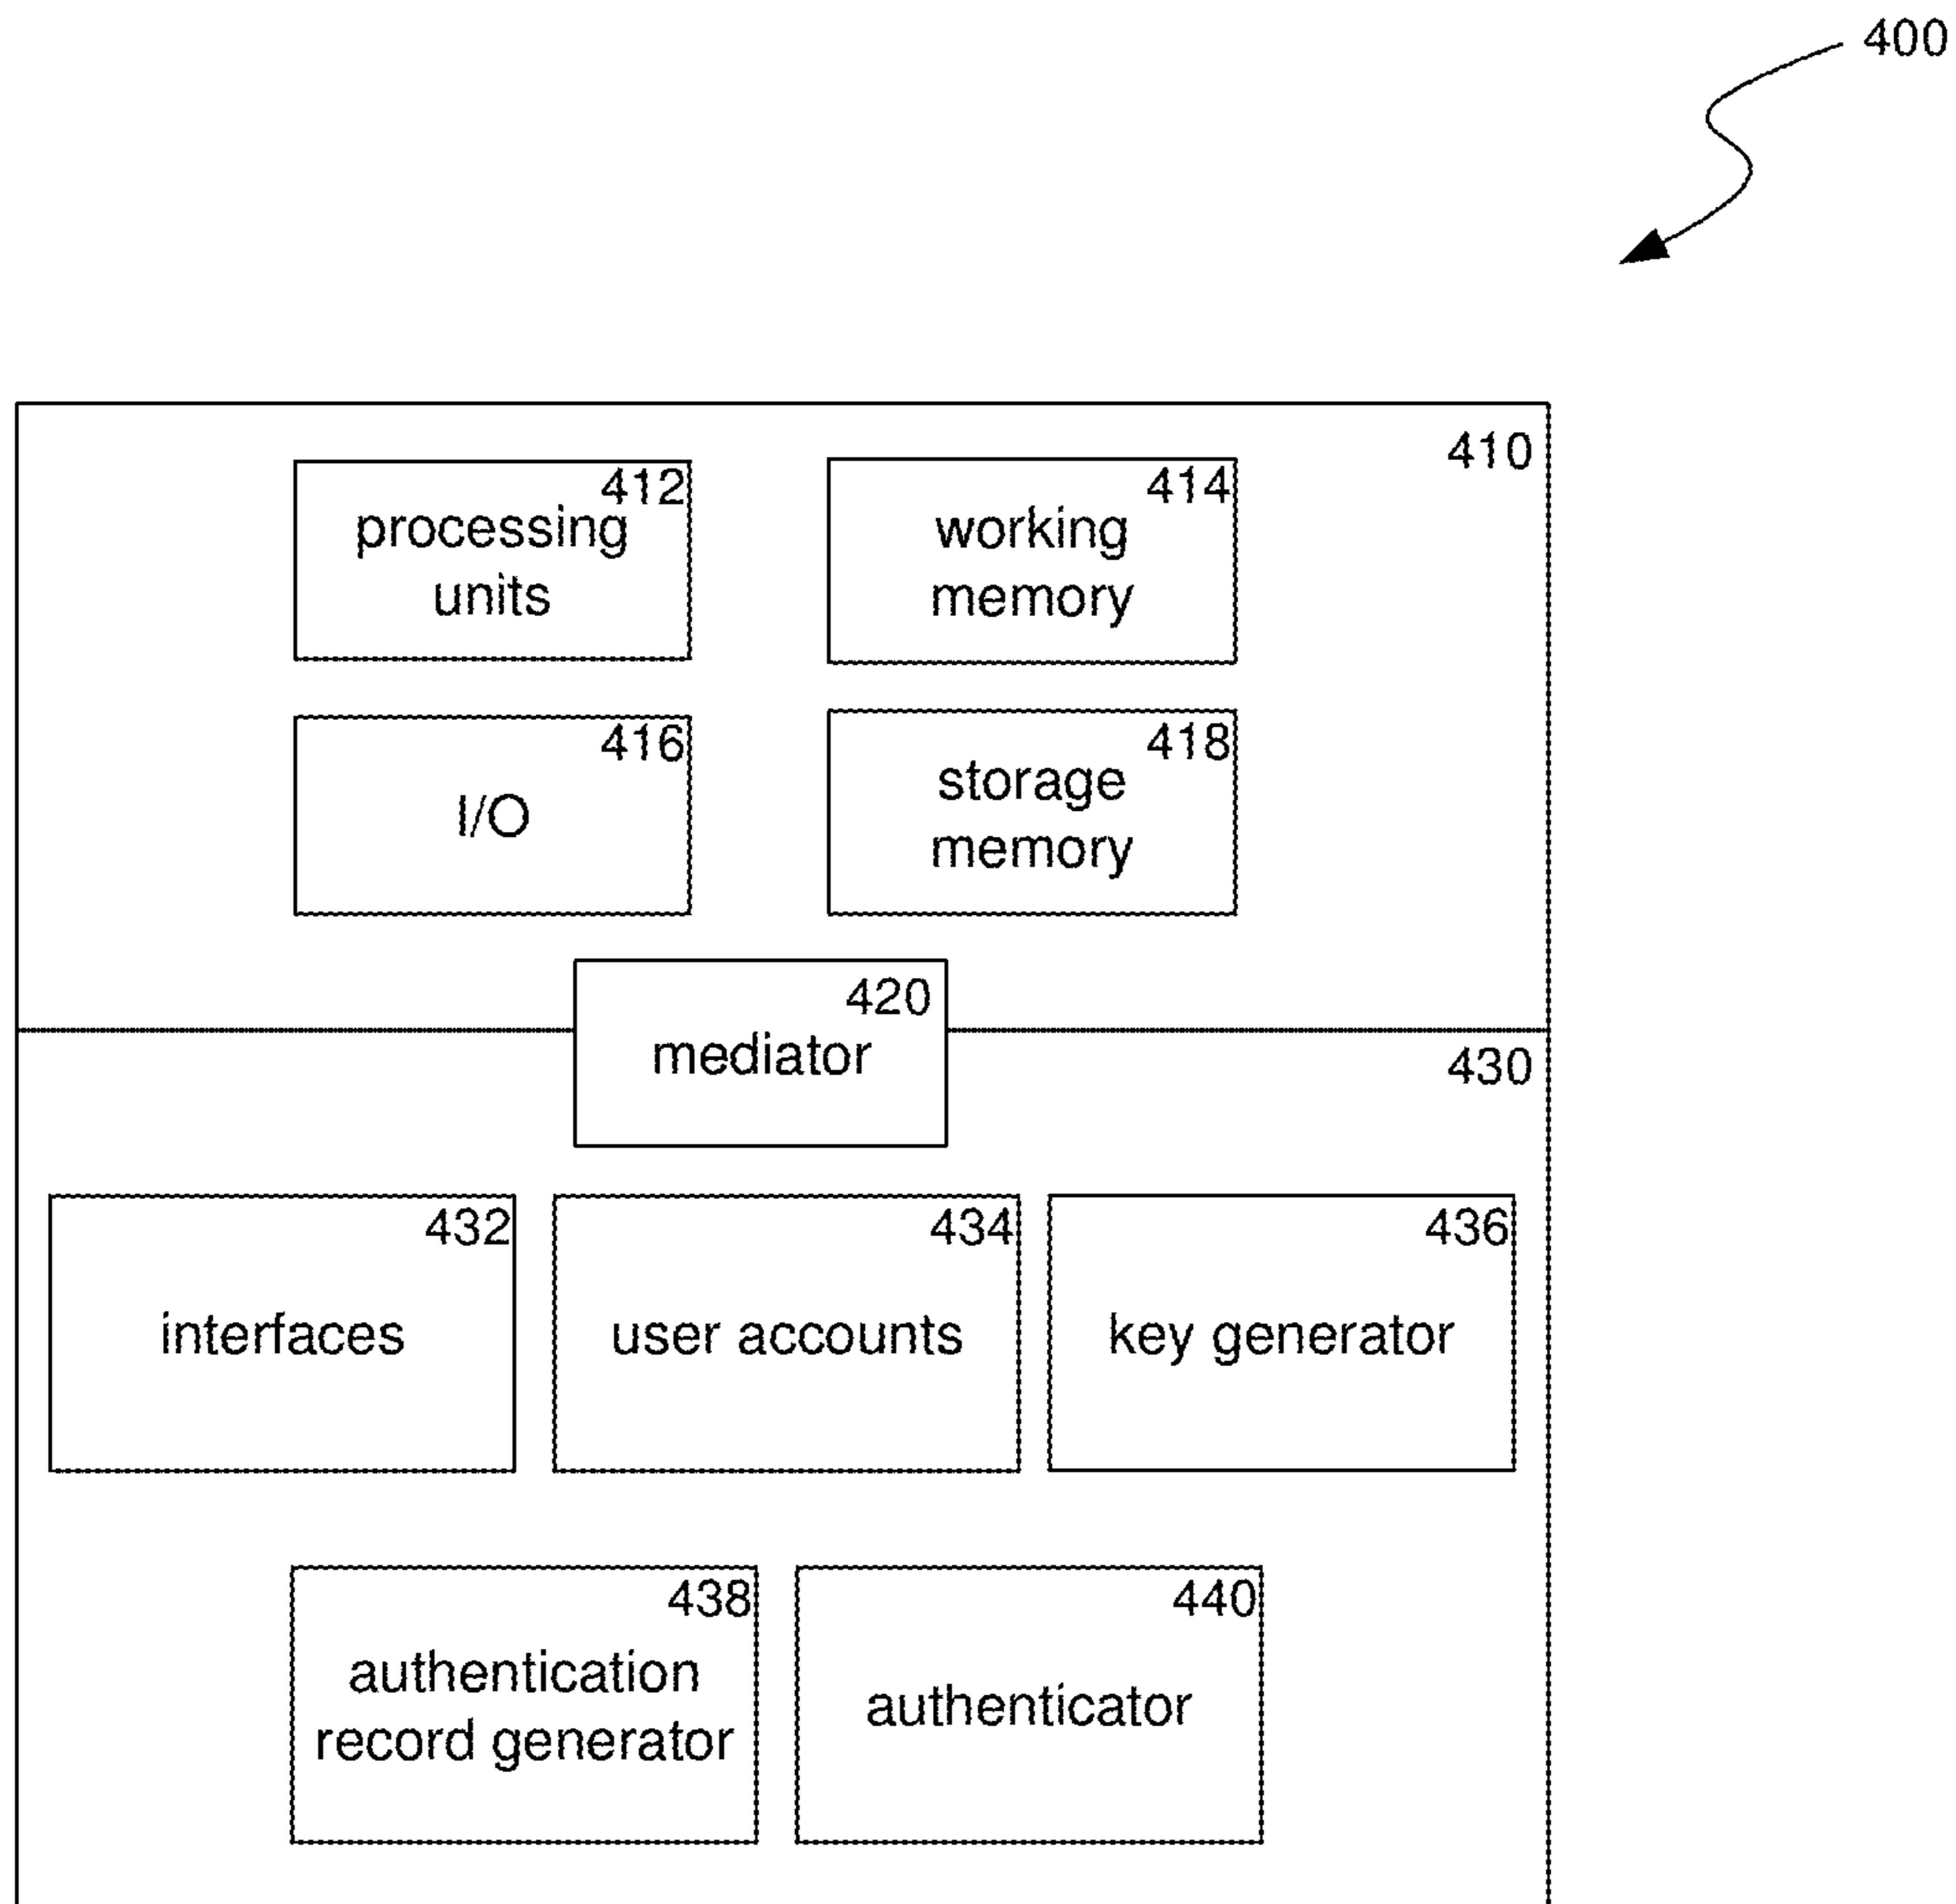 400
410
412
processing
units
414
working
memory
416
I/O
418
storage
memory
420
mediator
430
432
interfaces
434
user accounts
436
key generator
438
authentication
record generator
440
authenticator